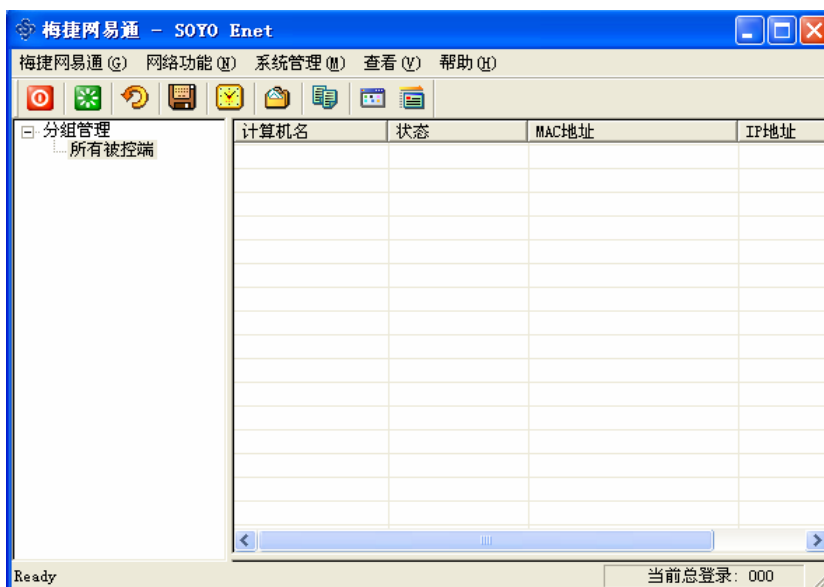 梅捷网易通 - SOYO Enet
梅捷网易通(G) 网络功能(N) 系统管理(M) 查看(V) 帮助(H)
分组管理
所有被控端
计算机名 状态 MAC地址 IP地址
Ready 当前总登录: 000